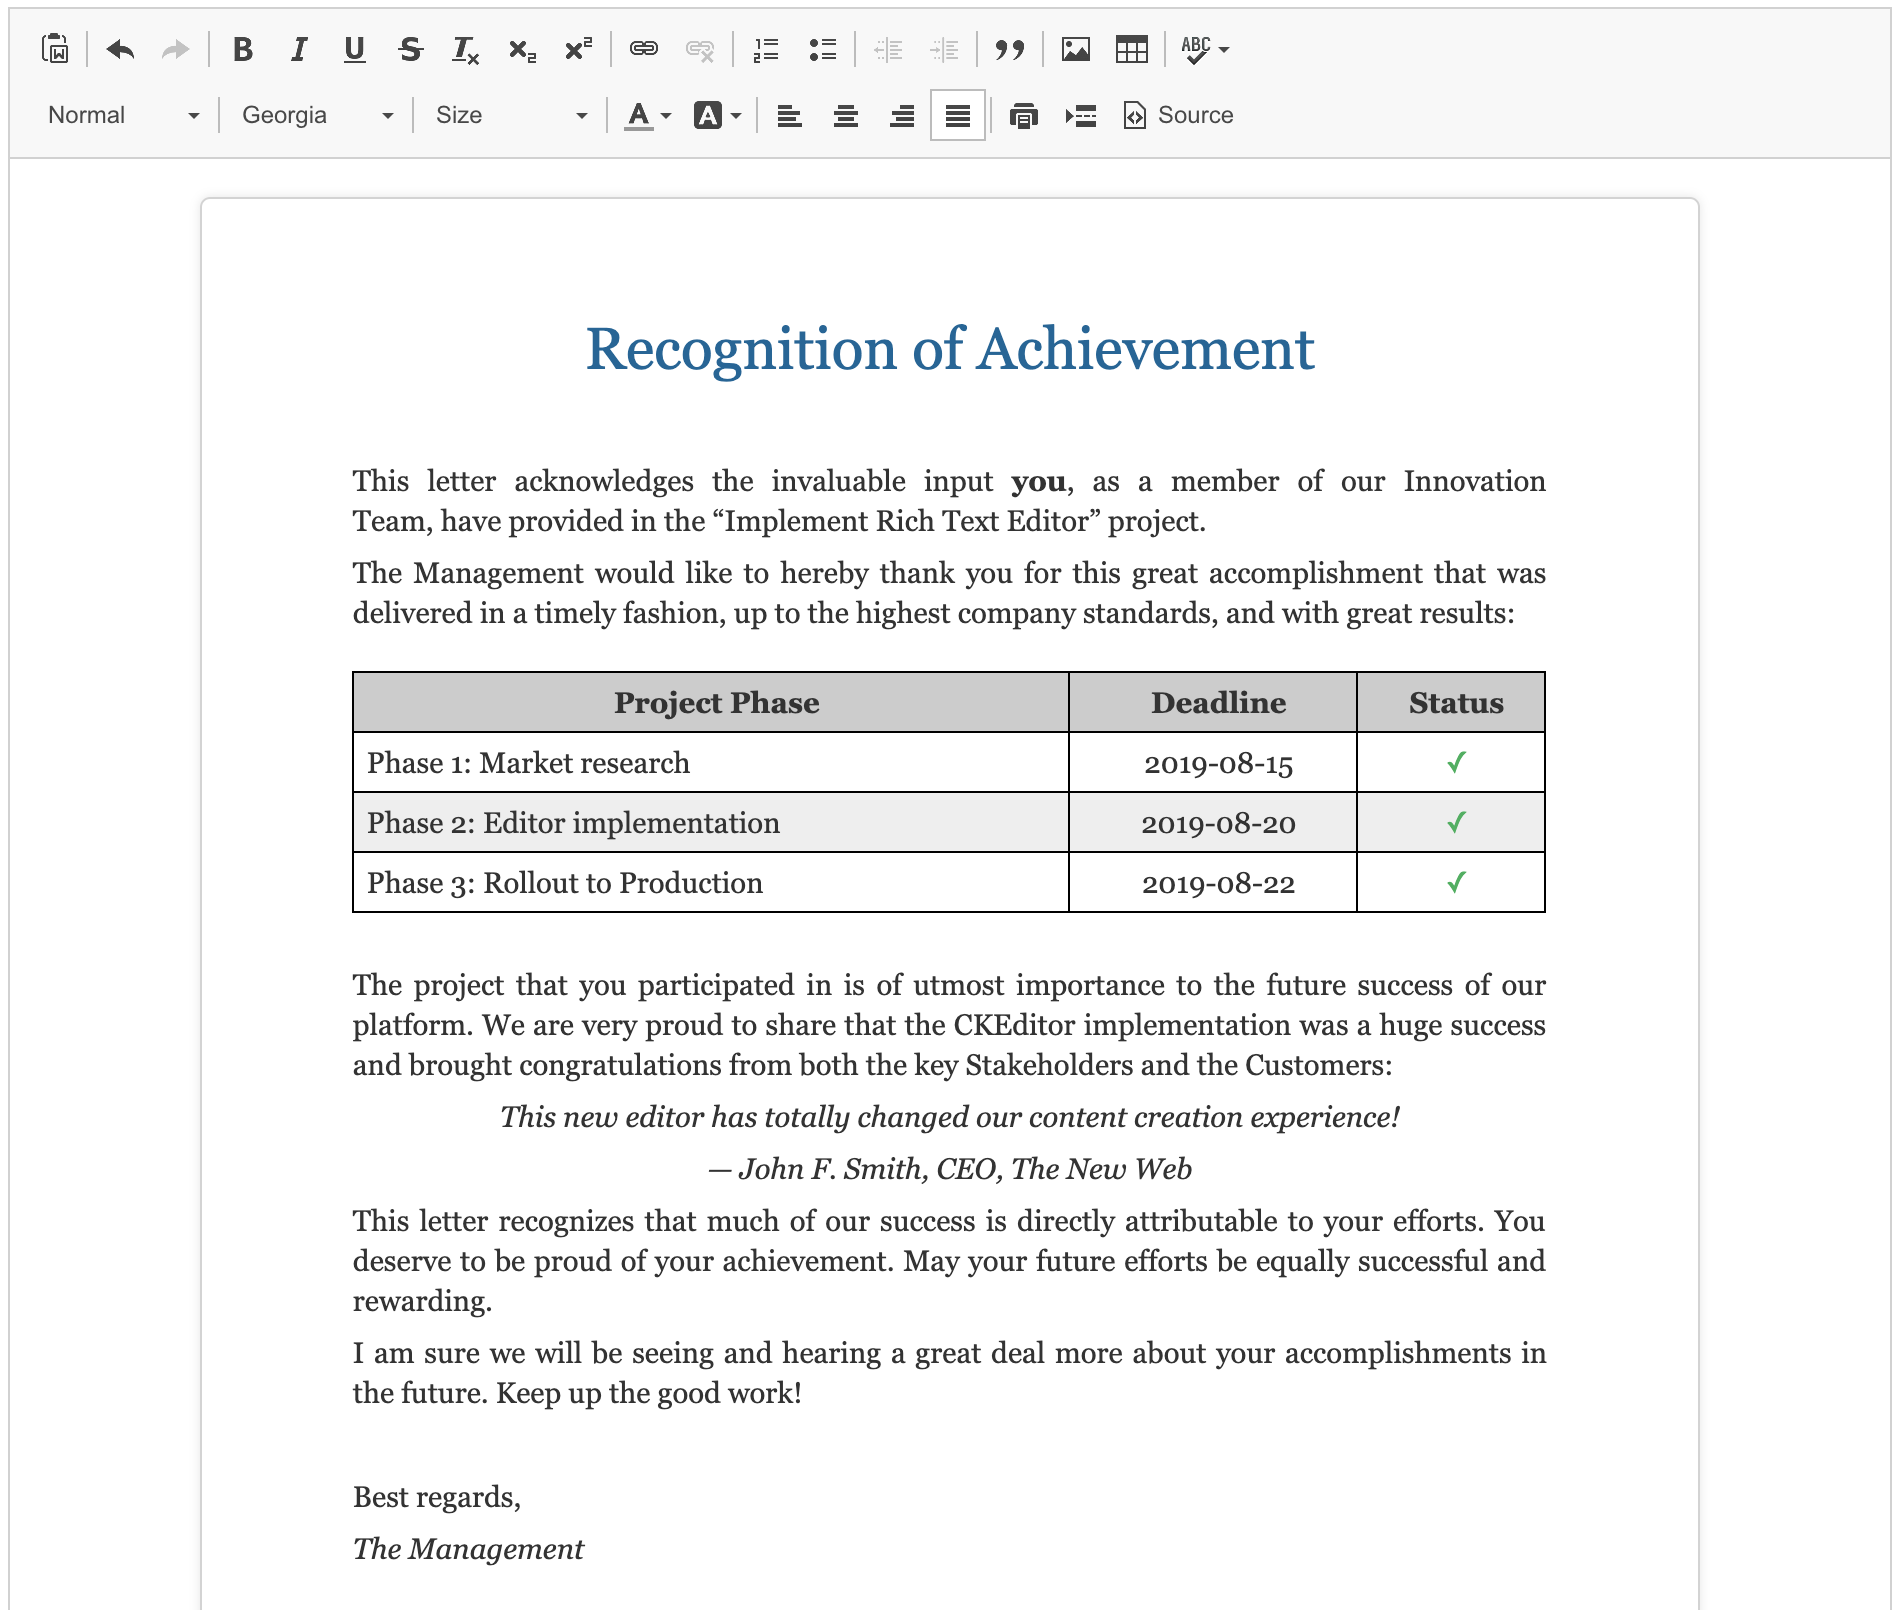 ABC
Normal Georgia Size A A Source
Recognition of Achievement
This letter acknowledges the invaluable input you, as a member of our Innovation
Team, have provided in the “Implement Rich Text Editor” project.
The Management would like to hereby thank you for this great accomplishment that was
delivered in a timely fashion, up to the highest company standards, and with great results:
Project Phase Deadline Status
Phase 1: Market research 2019-08-15 ✓
Phase 2: Editor implementation 2019-08-20 ✓
Phase 3: Rollout to Production 2019-08-22 ✓
The project that you participated in is of utmost importance to the future success of our
platform. We are very proud to share that the CKEditor implementation was a huge success
and brought congratulations from both the key Stakeholders and the Customers:
This new editor has totally changed our content creation experience!
— John F. Smith, CEO, The New Web
This letter recognizes that much of our success is directly attributable to your efforts. You
deserve to be proud of your achievement. May your future efforts be equally successful and
rewarding.
I am sure we will be seeing and hearing a great deal more about your accomplishments in
the future. Keep up the good work!
Best regards,
The Management